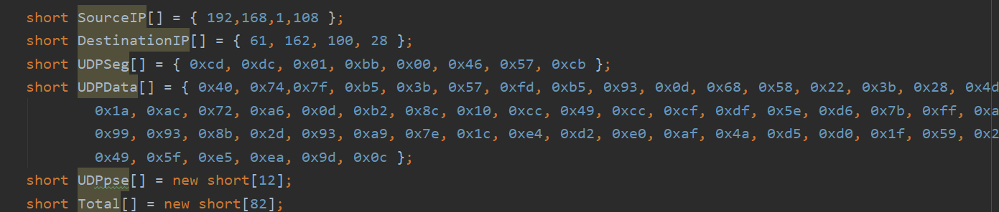 short SourceIP[] = { 192,168,1,108 };
short DestinationIP[] = { 61, 162, 100, 28 };
short UDPSeg[] = { 0xcd, 0xdc, 0x01, 0xbb, 0x00, 0x46, 0x57, 0xcb };
short UDPData[] = { 0x40, 0x74,0x7f, 0xb5, 0x3b, 0x57, 0xfd, 0xb5, 0x93, 0x0d, 0x68, 0x58, 0x22, 0x3b, 0x28, 0x4d
0x1a, 0xac, 0x72, 0xa6, 0x0d, 0xb2, 0x8c, 0x10, 0xcc, 0x49, 0xcc, 0xcf, 0xdf, 0x5e, 0xd6, 0x7b, 0xff, 0xa
0x99, 0x93, 0x8b, 0x2d, 0x93, 0xa9, 0x7e, 0x1c, 0xe4, 0xd2, 0xe0, 0xaf, 0x4a, 0xd5, 0xd0, 0x1f, 0x59, 0x2
0x49, 0x5f, 0xe5, 0xea, 0x9d, 0x0c };
short UDPpse[] = new short[12];
short Total[] = new short[82];